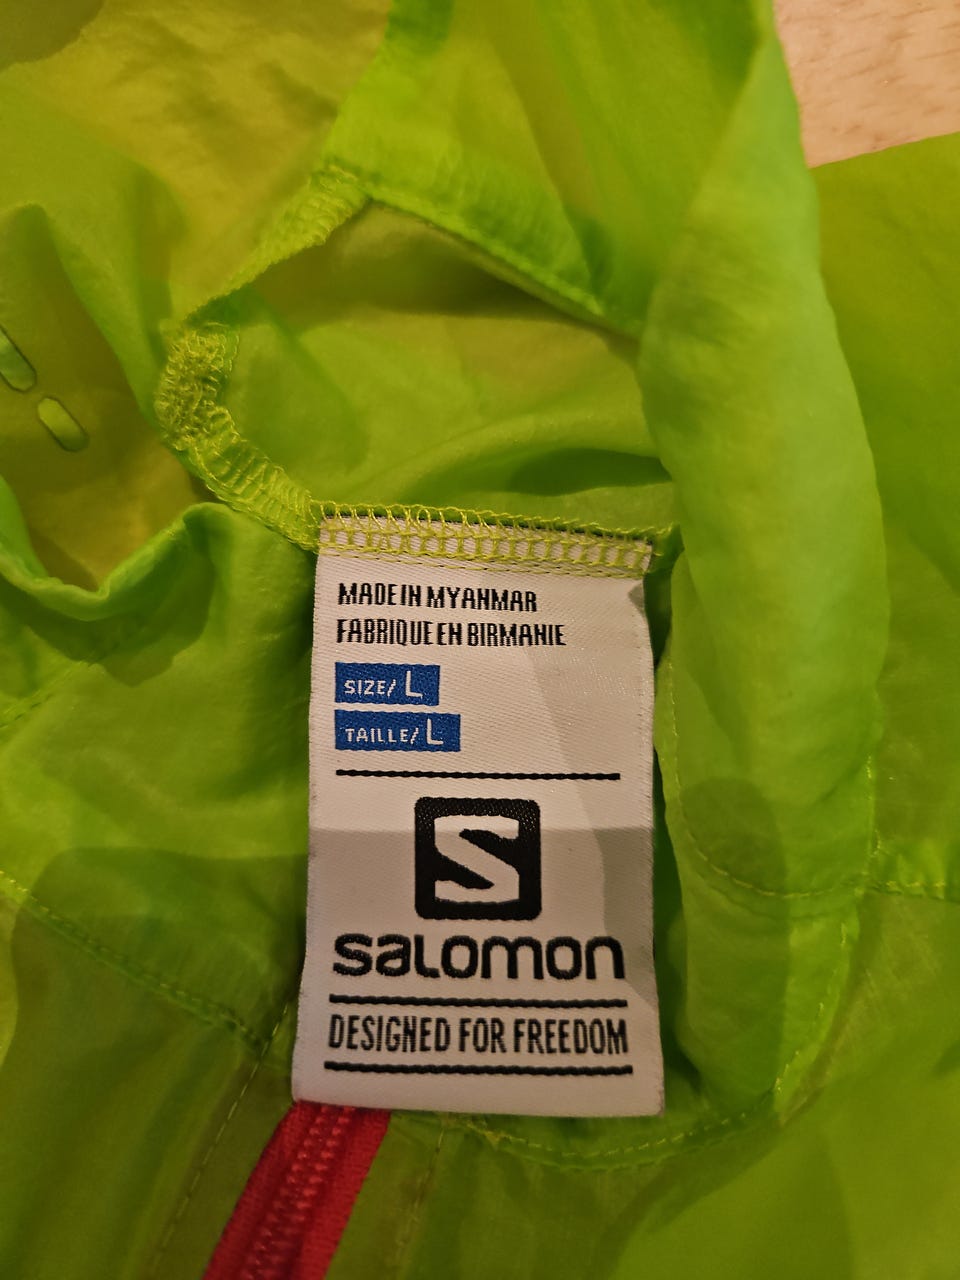 MADE IN MYANMAR
FABRIQUE EN BIRMANIE
SIZE/ L
TAILLE/ L
S
SALOMON
DESIGNED FOR FREEDOM